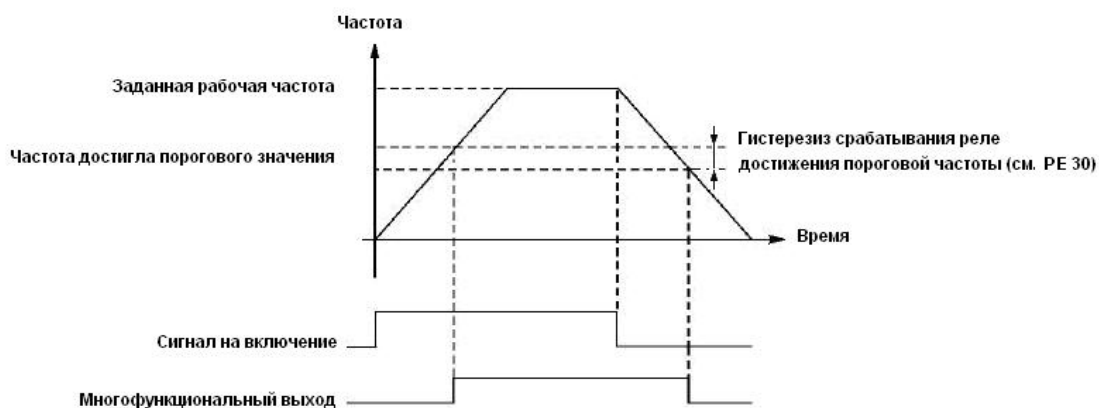 Частота
Заданная рабочая частота
Частота достигла порогового значения
Гистерезиз срабатывания реле
достижения пороговой частоты (см. PE 30)
Время
Сигнал на включение
Многофункциональный выход